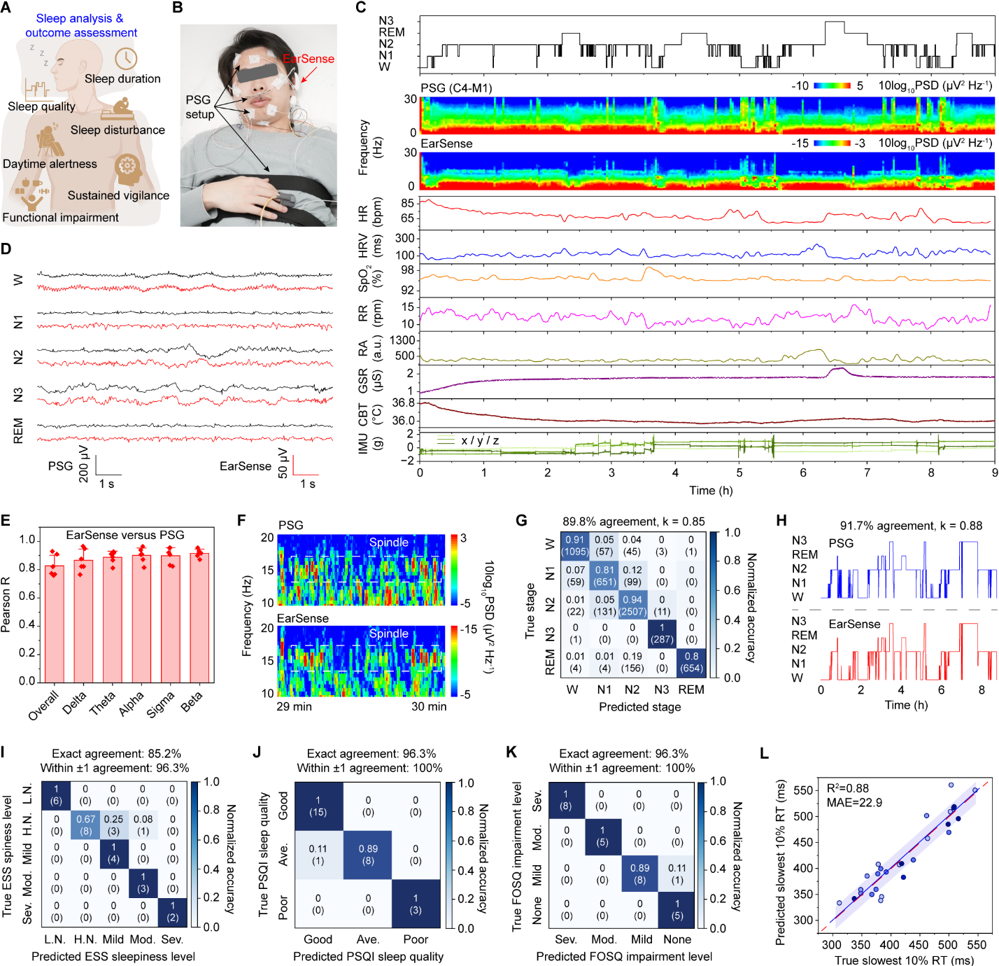 A
Sleep analysis &
outcome assessment
z
z
z
Sleep duration
Sleep quality
Sleep disturbance
Daytime alertness
Sustained vigilance
Functional impairment
B
EarSense
PSG
setup
C
N3
REM
N2
N1
W
PSG (C4-M1)
-10 5 10log10PSD (µV² Hz⁻¹)
30
0
EarSense
-15 -3 10log10PSD (µV² Hz⁻¹)
30
0
Frequency
(Hz)
HR
(bpm)
85
65
HRV
(ms)
300
100
SpO2
(%)
98
92
RR
(rpm)
15
10
RA
(a.u.)
1300
500
GSR
(µS)
2
1
CBT
(°C)
36.8
36.0
IMU
(g)
2
0
−2
x / y / z
0 1 2 3 4 5 6 7 8 9
Time (h)
D
W
N1
N2
N3
REM
PSG
200 µV
1 s
EarSense
50 µV
1 s
E
EarSense versus PSG
Pearson R
1.0
0.8
0.6
0.4
0.2
0.0
Overall Delta Theta Alpha Sigma Beta
F
PSG
Spindle
20
15
10
3
-5
EarSense
Spindle
20
15
10
-15
-5
Frequency (Hz)
10log10PSD (µV² Hz⁻¹)
29 min 30 min
G
89.8% agreement, k = 0.85
True stage
W
N1
N2
N3
REM
0.91 0.05 0.04 0 0
(1095) (57) (45) (3) (1)
0.07 0.81 0.12 0 0
(59) (651) (99) (0) (0)
0.01 0.05 0.94 0 0
(22) (131) (2507) (11) (0)
0 0 0 1 0
(1) (0) (0) (287) (0)
0.01 0.01 0.19 0 0.8
(4) (4) (156) (0) (654)
W N1 N2 N3 REM
Predicted stage
1.0
0.8
0.6
0.4
0.2
0.0
Normalized accuracy
H
91.7% agreement, k = 0.88
N3
REM
N2
N1
W
PSG
N3
REM
N2
N1
W
EarSense
0 2 4 6 8
Time (h)
I
Exact agreement: 85.2%
Within ±1 agreement: 96.3%
True ESS spiness level
L.N.
H.N.
Mild
Mod.
Sev.
1 0 0 0 0
(6) (0) (0) (0) (0)
0 0.67 0.25 0.08 0
(0) (8) (3) (1) (0)
0 0 1 0 0
(0) (0) (4) (0) (0)
0 0 0 1 0
(0) (0) (0) (3) (0)
0 0 0 0 1
(0) (0) (0) (0) (2)
L.N. H.N. Mild Mod. Sev.
Predicted ESS sleepiness level
1.0
0.8
0.6
0.4
0.2
0.0
Normalized accuracy
J
Exact agreement: 96.3%
Within ±1 agreement: 100%
True PSQI sleep quality
Good
Ave.
Poor
1 0 0
(15) (0) (0)
0.11 0.89 0
(1) (8) (0)
0 0 1
(0) (0) (3)
Good Ave. Poor
Predicted PSQI sleep quality
1.0
0.8
0.6
0.4
0.2
0.0
Normalized accuracy
K
Exact agreement: 96.3%
Within ±1 agreement: 100%
True FOSQ impairment level
Sev.
Mod.
Mild
None
1 0 0 0
(8) (0) (0) (0)
0 1 0 0
(0) (5) (0) (0)
0 0 0.89 0.11
(0) (0) (8) (1)
0 0 0 1
(0) (0) (0) (5)
Sev. Mod. Mild None
Predicted FOSQ impairment level
1.0
0.8
0.6
0.4
0.2
0.0
Normalized accuracy
L
R²=0.88
MAE=22.9
Predicted slowest 10% RT (ms)
550
500
450
400
350
300
300 350 400 450 500 550
True slowest 10% RT (ms)